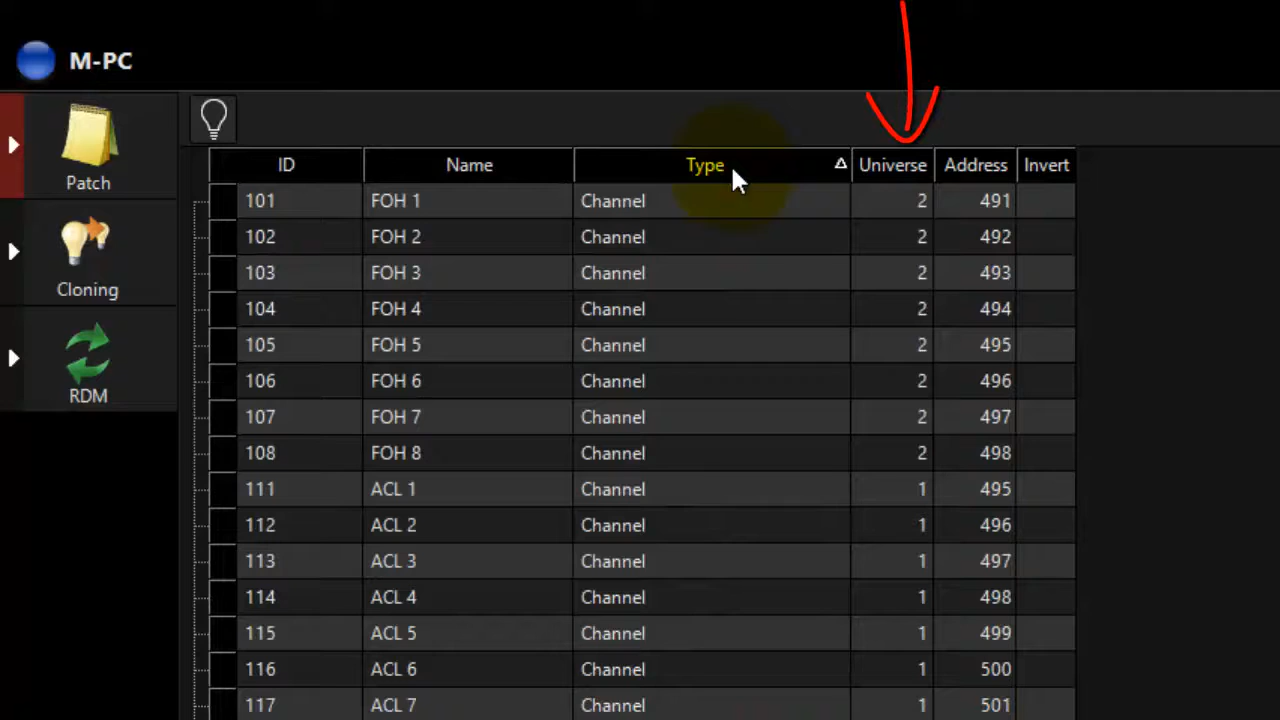 M-PC
Patch
Cloning
RDM
ID Name Type Universe Address Invert
101 FOH 1 Channel 2 491
102 FOH 2 Channel 2 492
103 FOH 3 Channel 2 493
104 FOH 4 Channel 2 494
105 FOH 5 Channel 2 495
106 FOH 6 Channel 2 496
107 FOH 7 Channel 2 497
108 FOH 8 Channel 2 498
111 ACL 1 Channel 1 495
112 ACL 2 Channel 1 496
113 ACL 3 Channel 1 497
114 ACL 4 Channel 1 498
115 ACL 5 Channel 1 499
116 ACL 6 Channel 1 500
117 ACL 7 Channel 1 501